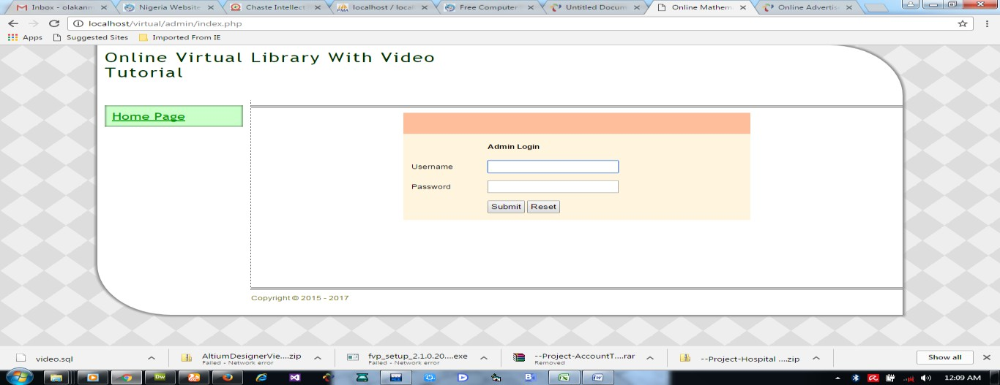 Inbox - olakanm
Nigeria Website
Chaste Intellect
localhost / local
Free Computer
Untitled Docum
Online Mathem
Online Advertis
localhost/virtual/admin/index.php
Apps Suggested Sites Imported From IE
Online Virtual Library With Video
Tutorial
Home Page
Admin Login
Username
Password
Submit Reset
Copyright © 2015 - 2017
video.sql
AltiumDesignerVie....zip
Failed - Network error
fvp_setup_2.1.0.20....exe
Failed - Network error
--Project-AccountT....rar
Removed
--Project-Hospital ....zip
Show all
12:09 AM